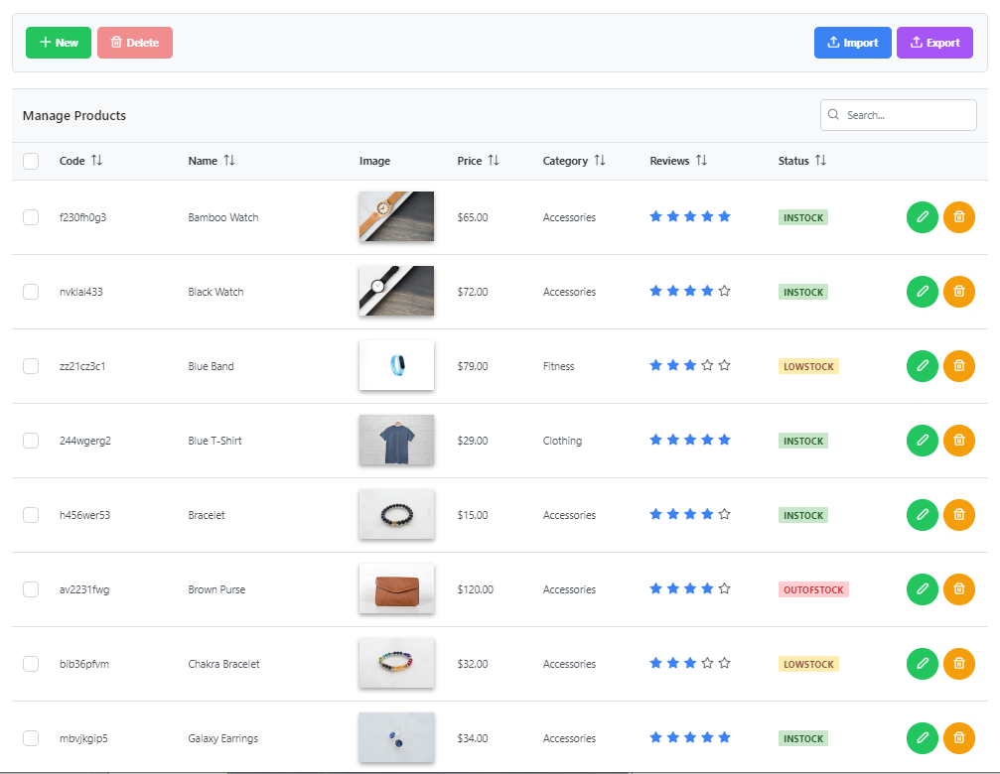 New Delete Import Export
Manage Products Search...
Code Name Image Price Category Reviews Status
f230fh0g3 Bamboo Watch $65.00 Accessories INSTOCK
nvklal433 Black Watch $72.00 Accessories INSTOCK
zz21cz3c1 Blue Band $79.00 Fitness LOWSTOCK
244wgerg2 Blue T-Shirt $29.00 Clothing INSTOCK
h456wer53 Bracelet $15.00 Accessories INSTOCK
av2231fwg Brown Purse $120.00 Accessories OUTOFSTOCK
bib36pfvm Chakra Bracelet $32.00 Accessories LOWSTOCK
mbvjkgip5 Galaxy Earrings $34.00 Accessories INSTOCK